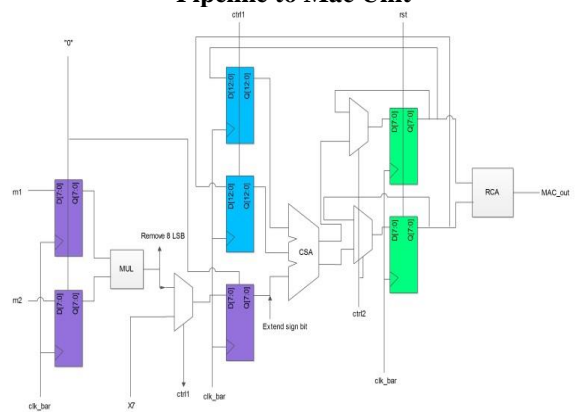 Pipeline to Mac Unit
ctrl1
rst
"0"
D[12:0]
Q[12:0]
D[7:0]
Q[7:0]
D[7:0]
Q[7:0]
D[12:0]
Q[12:0]
m1
RCA
MAC_out
Remove 8 LSB
D[7:0]
Q[7:0]
MUL
CSA
m2
D[7:0]
Q[7:0]
D[7:0]
Q[7:0]
Extend sign bit
ctrl2
clk_bar
X7
ctrl1
clk_bar
clk_bar